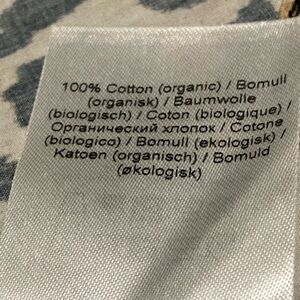 100% Cotton (organic) / Bomull
(organisk) / Baumwolle
(biologisch) / Coton (biologique) /
Органический хлопок / Cotone
(biologico) / Bomull (ekologisk) /
Katoen (organisch) / Bomuld
(økologisk)